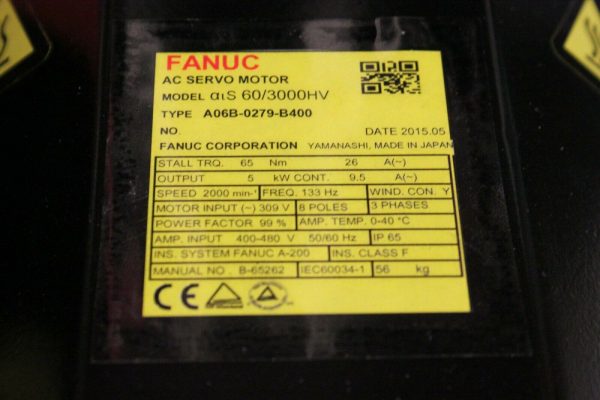 FANUC
AC SERVO MOTOR
MODEL αiS 60/3000HV
TYPE A06B-0279-B400
NO. DATE 2015.05
FANUC CORPORATION YAMANASHI, MADE IN JAPAN
STALL TRQ. 65 Nm 26 A(~)
OUTPUT 5 kW CONT. 9.5 A(~)
SPEED 2000 min-¹ FREQ. 133 Hz WIND. CON. Y
MOTOR INPUT (~) 309 V 8 POLES 3 PHASES
POWER FACTOR 99 % AMP. TEMP. 0-40 °C
AMP. INPUT 400-480 V 50/60 Hz IP 65
INS. SYSTEM FANUC A-200 INS. CLASS F
MANUAL NO. B-65262 IEC60034-1 56 kg
CE